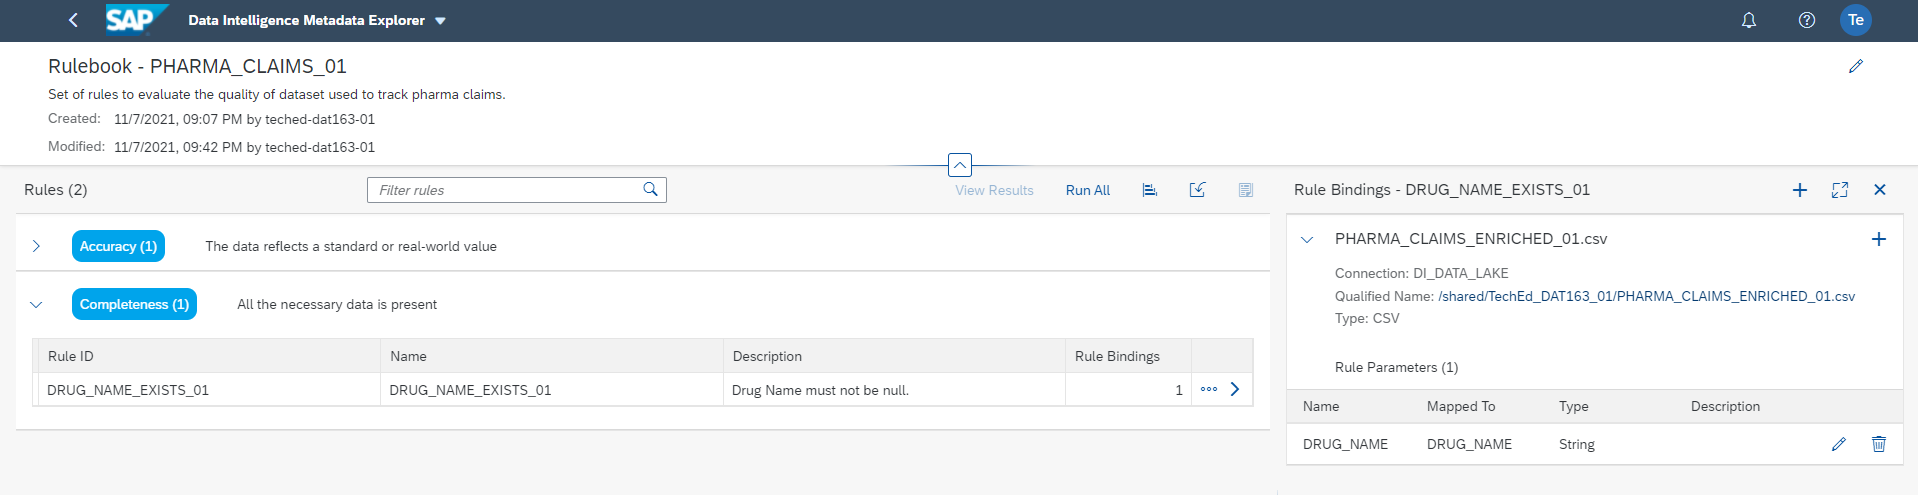 SAP Data Intelligence Metadata Explorer Te
Rulebook - PHARMA_CLAIMS_01
Set of rules to evaluate the quality of dataset used to track pharma claims.
Created: 11/7/2021, 09:07 PM by teched-dat163-01
Modified: 11/7/2021, 09:42 PM by teched-dat163-01
Rules (2) Filter rules View Results Run All
Accuracy (1) The data reflects a standard or real-world value
Completeness (1) All the necessary data is present
Rule ID Name Description Rule Bindings
DRUG_NAME_EXISTS_01 DRUG_NAME_EXISTS_01 Drug Name must not be null. 1
Rule Bindings - DRUG_NAME_EXISTS_01
PHARMA_CLAIMS_ENRICHED_01.csv
Connection: DI_DATA_LAKE
Qualified Name: /shared/TechEd_DAT163_01/PHARMA_CLAIMS_ENRICHED_01.csv
Type: CSV
Rule Parameters (1)
Name Mapped To Type Description
DRUG_NAME DRUG_NAME String